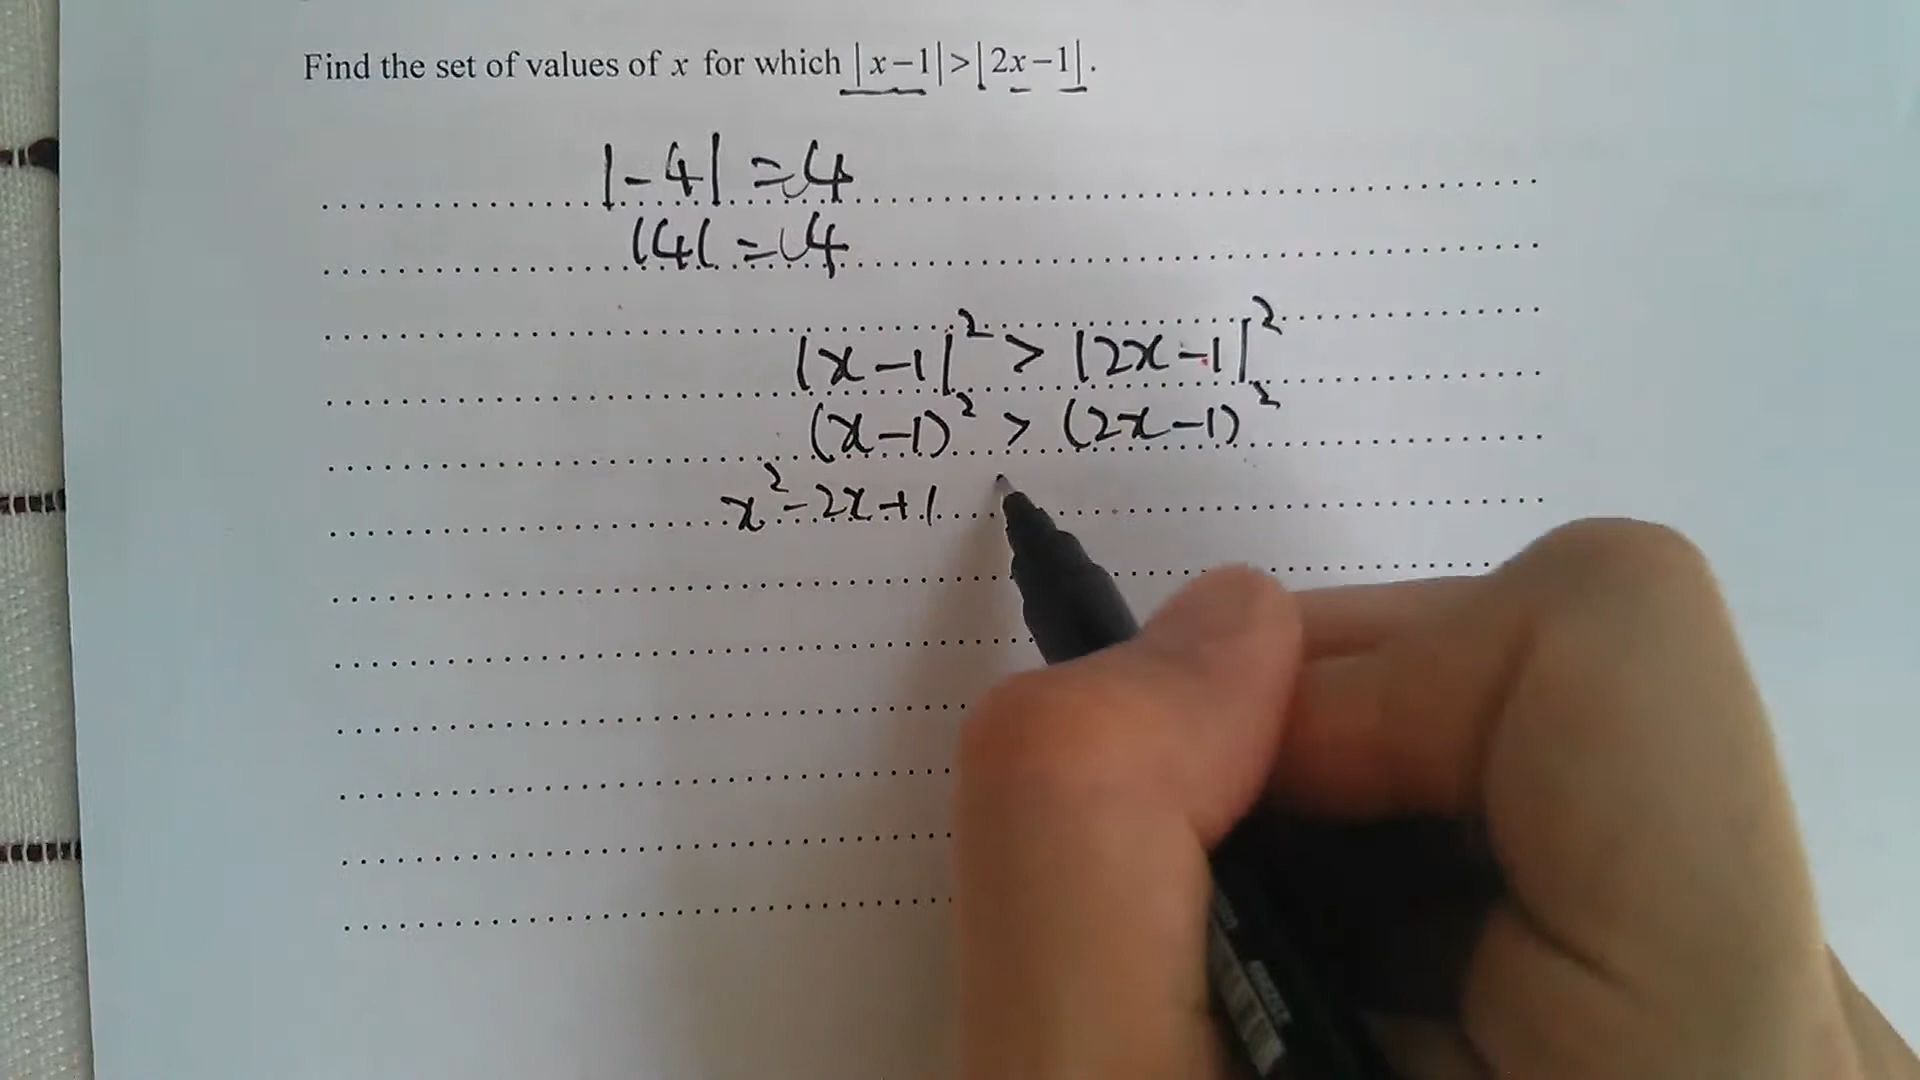 Find the set of values of x for which |x−1|>|2x−1|.
|-4| = 4
|4| = 4
|x-1|² > |2x-1|²
(x-1)² > (2x-1)²
x²-2x+1